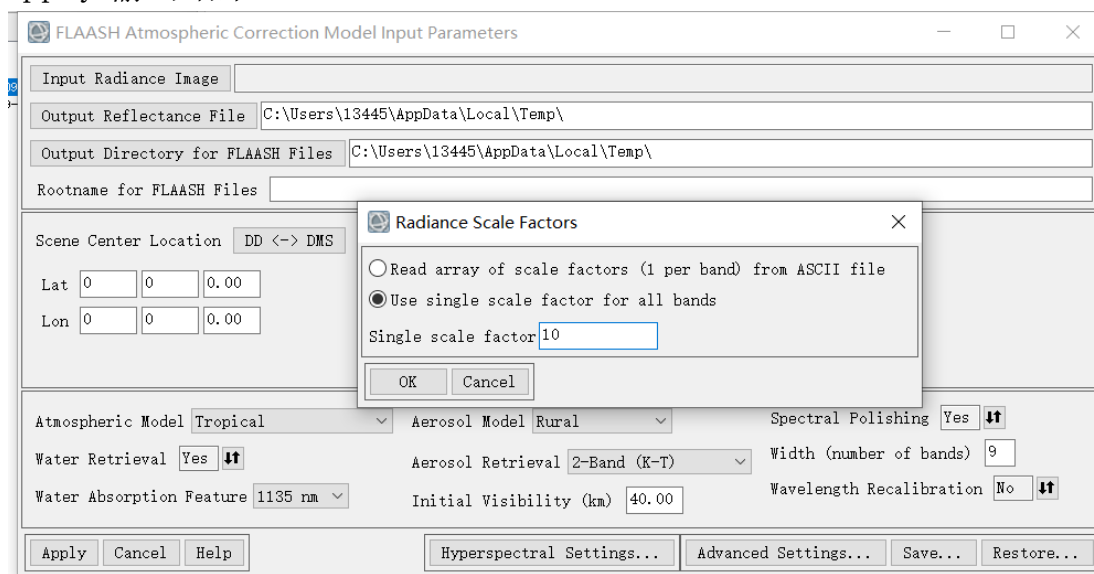 FLAASH Atmospheric Correction Model Input Parameters
Input Radiance Image
Output Reflectance File C:\Users\13445\AppData\Local\Temp\
Output Directory for FLAASH Files C:\Users\13445\AppData\Local\Temp\
Rootname for FLAASH Files
Scene Center Location DD <-> DMS
Lat 0 0 0.00
Lon 0 0 0.00
Radiance Scale Factors
Read array of scale factors (1 per band) from ASCII file
Use single scale factor for all bands
Single scale factor 10
OK Cancel
Atmospheric Model Tropical Aerosol Model Rural Spectral Polishing Yes
Water Retrieval Yes Aerosol Retrieval 2-Band (K-T) Width (number of bands) 9
Water Absorption Feature 1135 nm Initial Visibility (km) 40.00 Wavelength Recalibration No
Apply Cancel Help Hyperspectral Settings... Advanced Settings... Save... Restore...